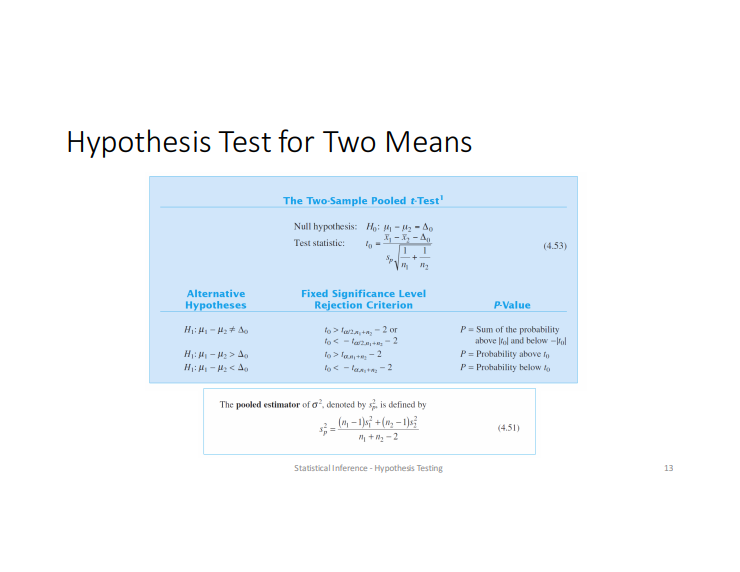 Hypothesis Test for Two Means
The Two-Sample Pooled t-Test¹
Null hypothesis: H₀: μ₁ − μ₂ = Δ₀
Test statistic: t₀ = (x̄₁ − x̄₂ − Δ₀) / (sₚ √(1/n₁ + 1/n₂)) (4.53)
Alternative Hypotheses
Fixed Significance Level Rejection Criterion
P-Value
H₁: μ₁ − μ₂ ≠ Δ₀
t₀ > t_{α/2,n₁+n₂} − 2 or
t₀ < − t_{α/2,n₁+n₂} − 2
P = Sum of the probability
above |t₀| and below −|t₀|
H₁: μ₁ − μ₂ > Δ₀
t₀ > t_{α,n₁+n₂} − 2
P = Probability above t₀
H₁: μ₁ − μ₂ < Δ₀
t₀ < − t_{α,n₁+n₂} − 2
P = Probability below t₀
The pooled estimator of σ², denoted by sₚ², is defined by
sₚ² = ((n₁ − 1)s₁² + (n₂ − 1)s₂²) / (n₁ + n₂ − 2) (4.51)
Statistical Inference - Hypothesis Testing
13